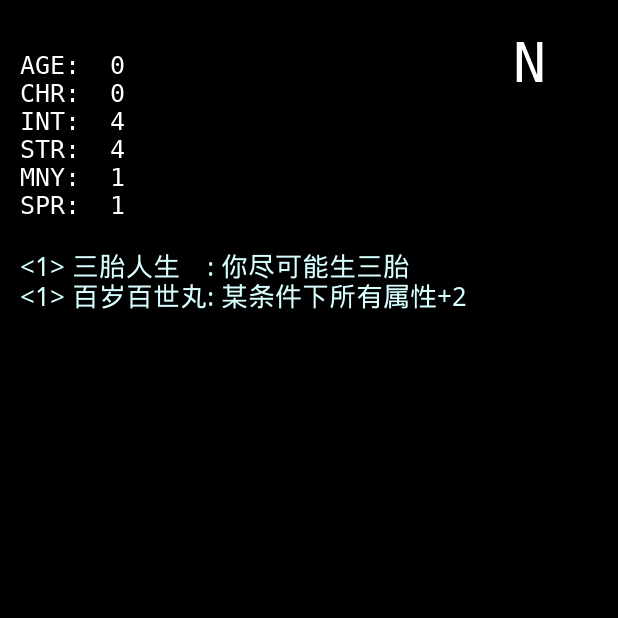 N
AGE: 0
CHR: 0
INT: 4
STR: 4
MNY: 1
SPR: 1
<1> 三胎人生 : 你尽可能生三胎
<1> 百岁百世丸: 某条件下所有属性+2